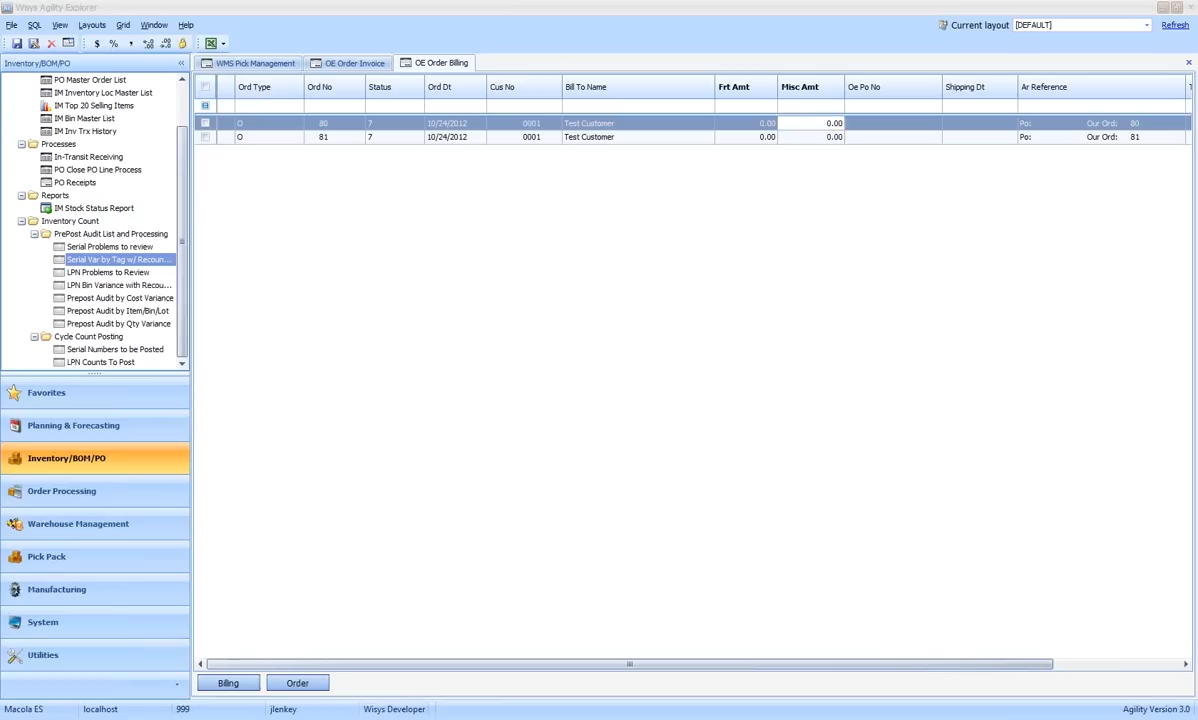 Wisys Agility Explorer
File SQL View Layouts Grid Window Help
Current layout [DEFAULT] Refresh
$ % ,
Inventory/BOM/PO
WMS Pick Management OE Order Invoice OE Order Billing
PO Master Order List
IM Inventory Loc Master List
IM Top 20 Selling Items
IM Bin Master List
IM Inv Trx History
Processes
In-Transit Receiving
PO Close PO Line Process
PO Receipts
Reports
IM Stock Status Report
Inventory Count
PrePost Audit List and Processing
Serial Problems to review
Serial Var by Tag w/ Recoun...
LPN Problems to Review
LPN Bin Variance with Recou...
Prepost Audit by Cost Variance
Prepost Audit by Item/Bin/Lot
Prepost Audit by Qty Variance
Cycle Count Posting
Serial Numbers to be Posted
LPN Counts To Post
Favorites
Planning & Forecasting
Inventory/BOM/PO
Order Processing
Warehouse Management
Pick Pack
Manufacturing
System
Utilities
Ord Type Ord No Status Ord Dt Cus No Bill To Name Frt Amt Misc Amt Oe Po No Shipping Dt Ar Reference T
O 80 7 10/24/2012 0001 Test Customer 0.00 0.00 Po: Our Ord: 80
O 81 7 10/24/2012 0001 Test Customer 0.00 0.00 Po: Our Ord: 81
Billing Order
Macola ES localhost 999 jlenkey Wisys Developer Agility Version 3.0